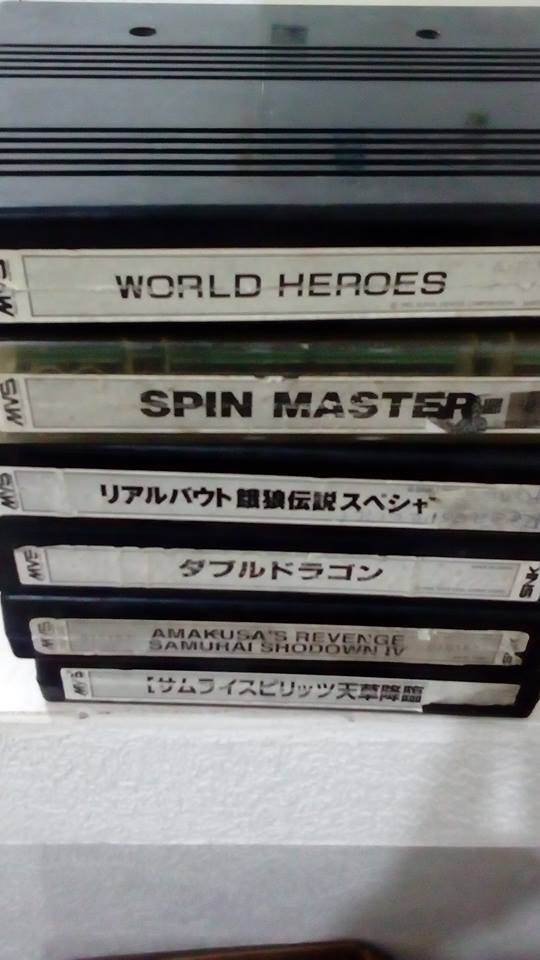 MVS
WORLD HEROES
MVS
SPIN MASTER
MVS
リアルバウト餓狼伝説スペシャ
MVS
ダブルドラゴン
SNK
MVS
AMAKUSA'S REVENGE
SAMURAI SHODOWN IV
MVS
サムライスピリッツ天草降臨